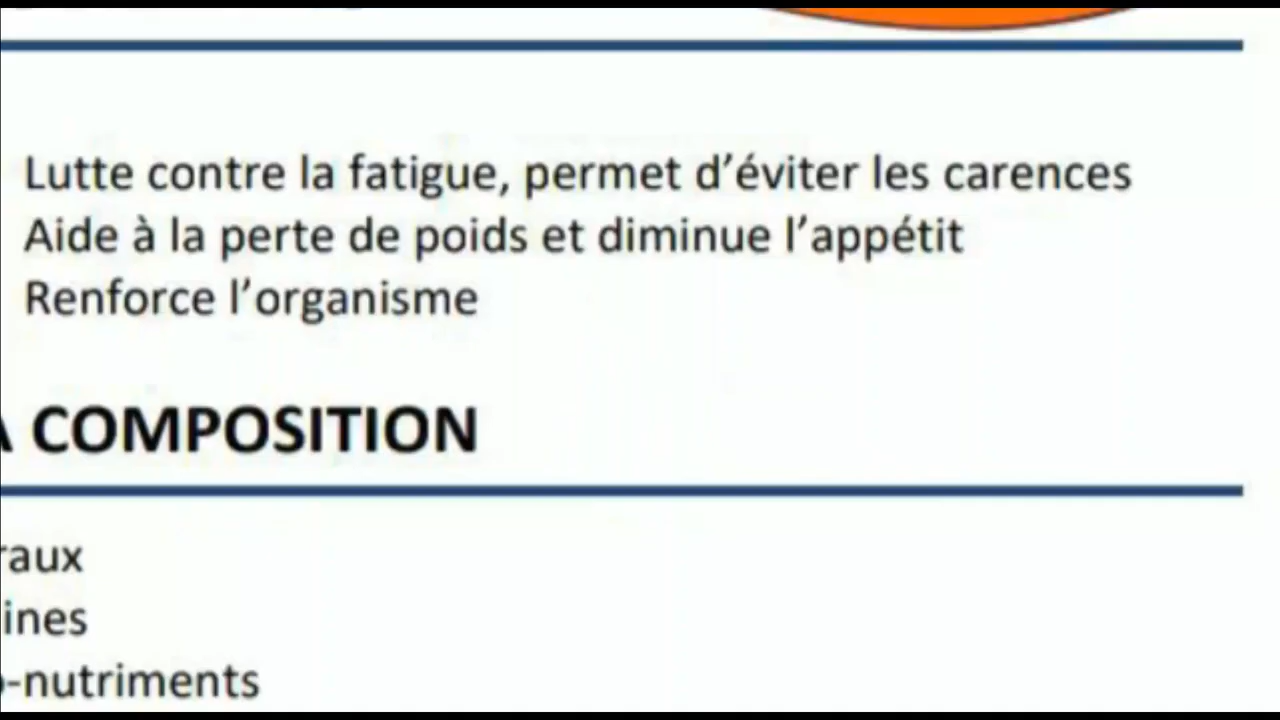 Lutte contre la fatigue, permet d’éviter les carences
Aide à la perte de poids et diminue l’appétit
Renforce l’organisme
A COMPOSITION
raux
ines
-nutriments